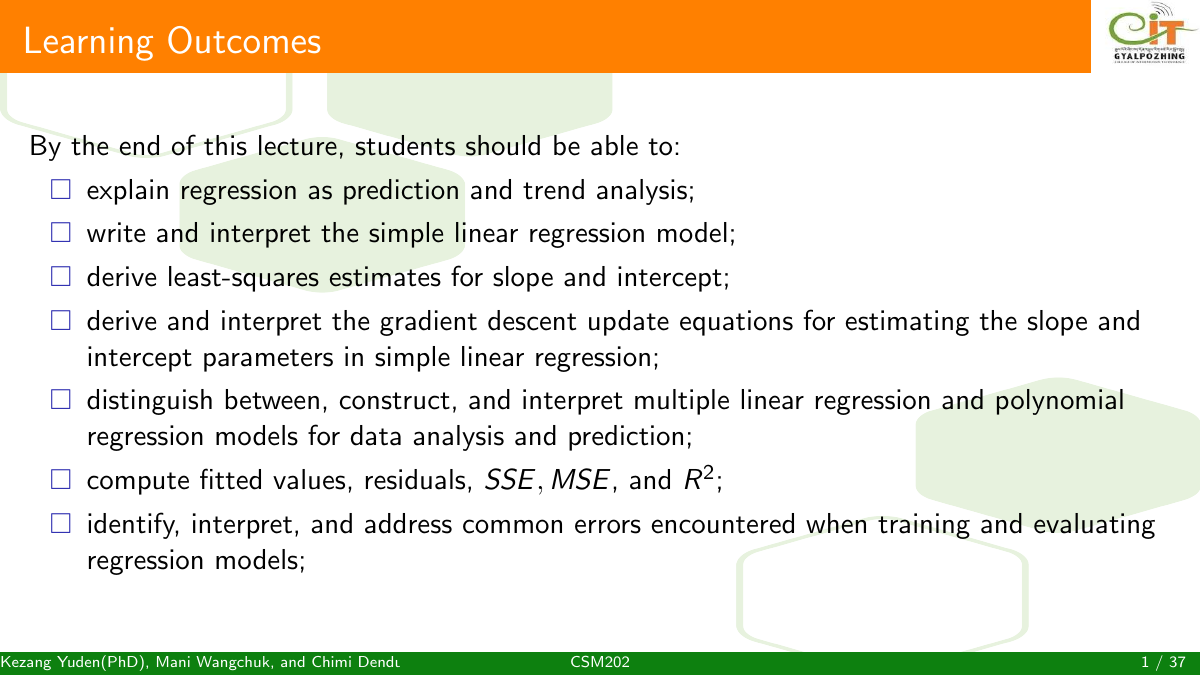 Learning Outcomes
CiT
GYALPOZHING
By the end of this lecture, students should be able to:
explain regression as prediction and trend analysis;
write and interpret the simple linear regression model;
derive least-squares estimates for slope and intercept;
derive and interpret the gradient descent update equations for estimating the slope and
intercept parameters in simple linear regression;
distinguish between, construct, and interpret multiple linear regression and polynomial
regression models for data analysis and prediction;
compute fitted values, residuals, SSE, MSE, and R²;
identify, interpret, and address common errors encountered when training and evaluating
regression models;
Kezang Yuden(PhD), Mani Wangchuk, and Chimi Dendu
CSM202
1 / 37